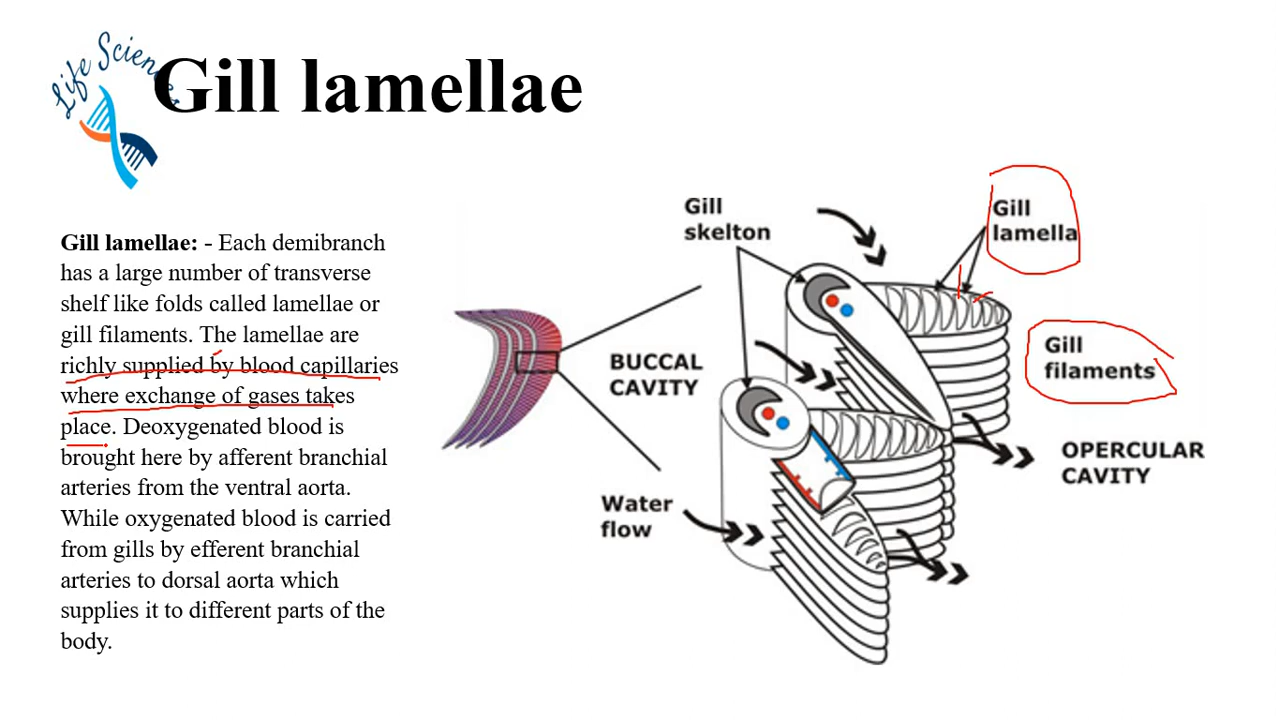 Life Sciences
Gill lamellae
Gill lamellae: - Each demibranch
has a large number of transverse
shelf like folds called lamellae or
gill filaments. The lamellae are
richly supplied by blood capillaries
where exchange of gases takes
place. Deoxygenated blood is
brought here by afferent branchial
arteries from the ventral aorta.
While oxygenated blood is carried
from gills by efferent branchial
arteries to dorsal aorta which
supplies it to different parts of the
body.
Gill
skelton
Gill
lamella
BUCCAL
CAVITY
Gill
filaments
OPERCULAR
CAVITY
Water
flow